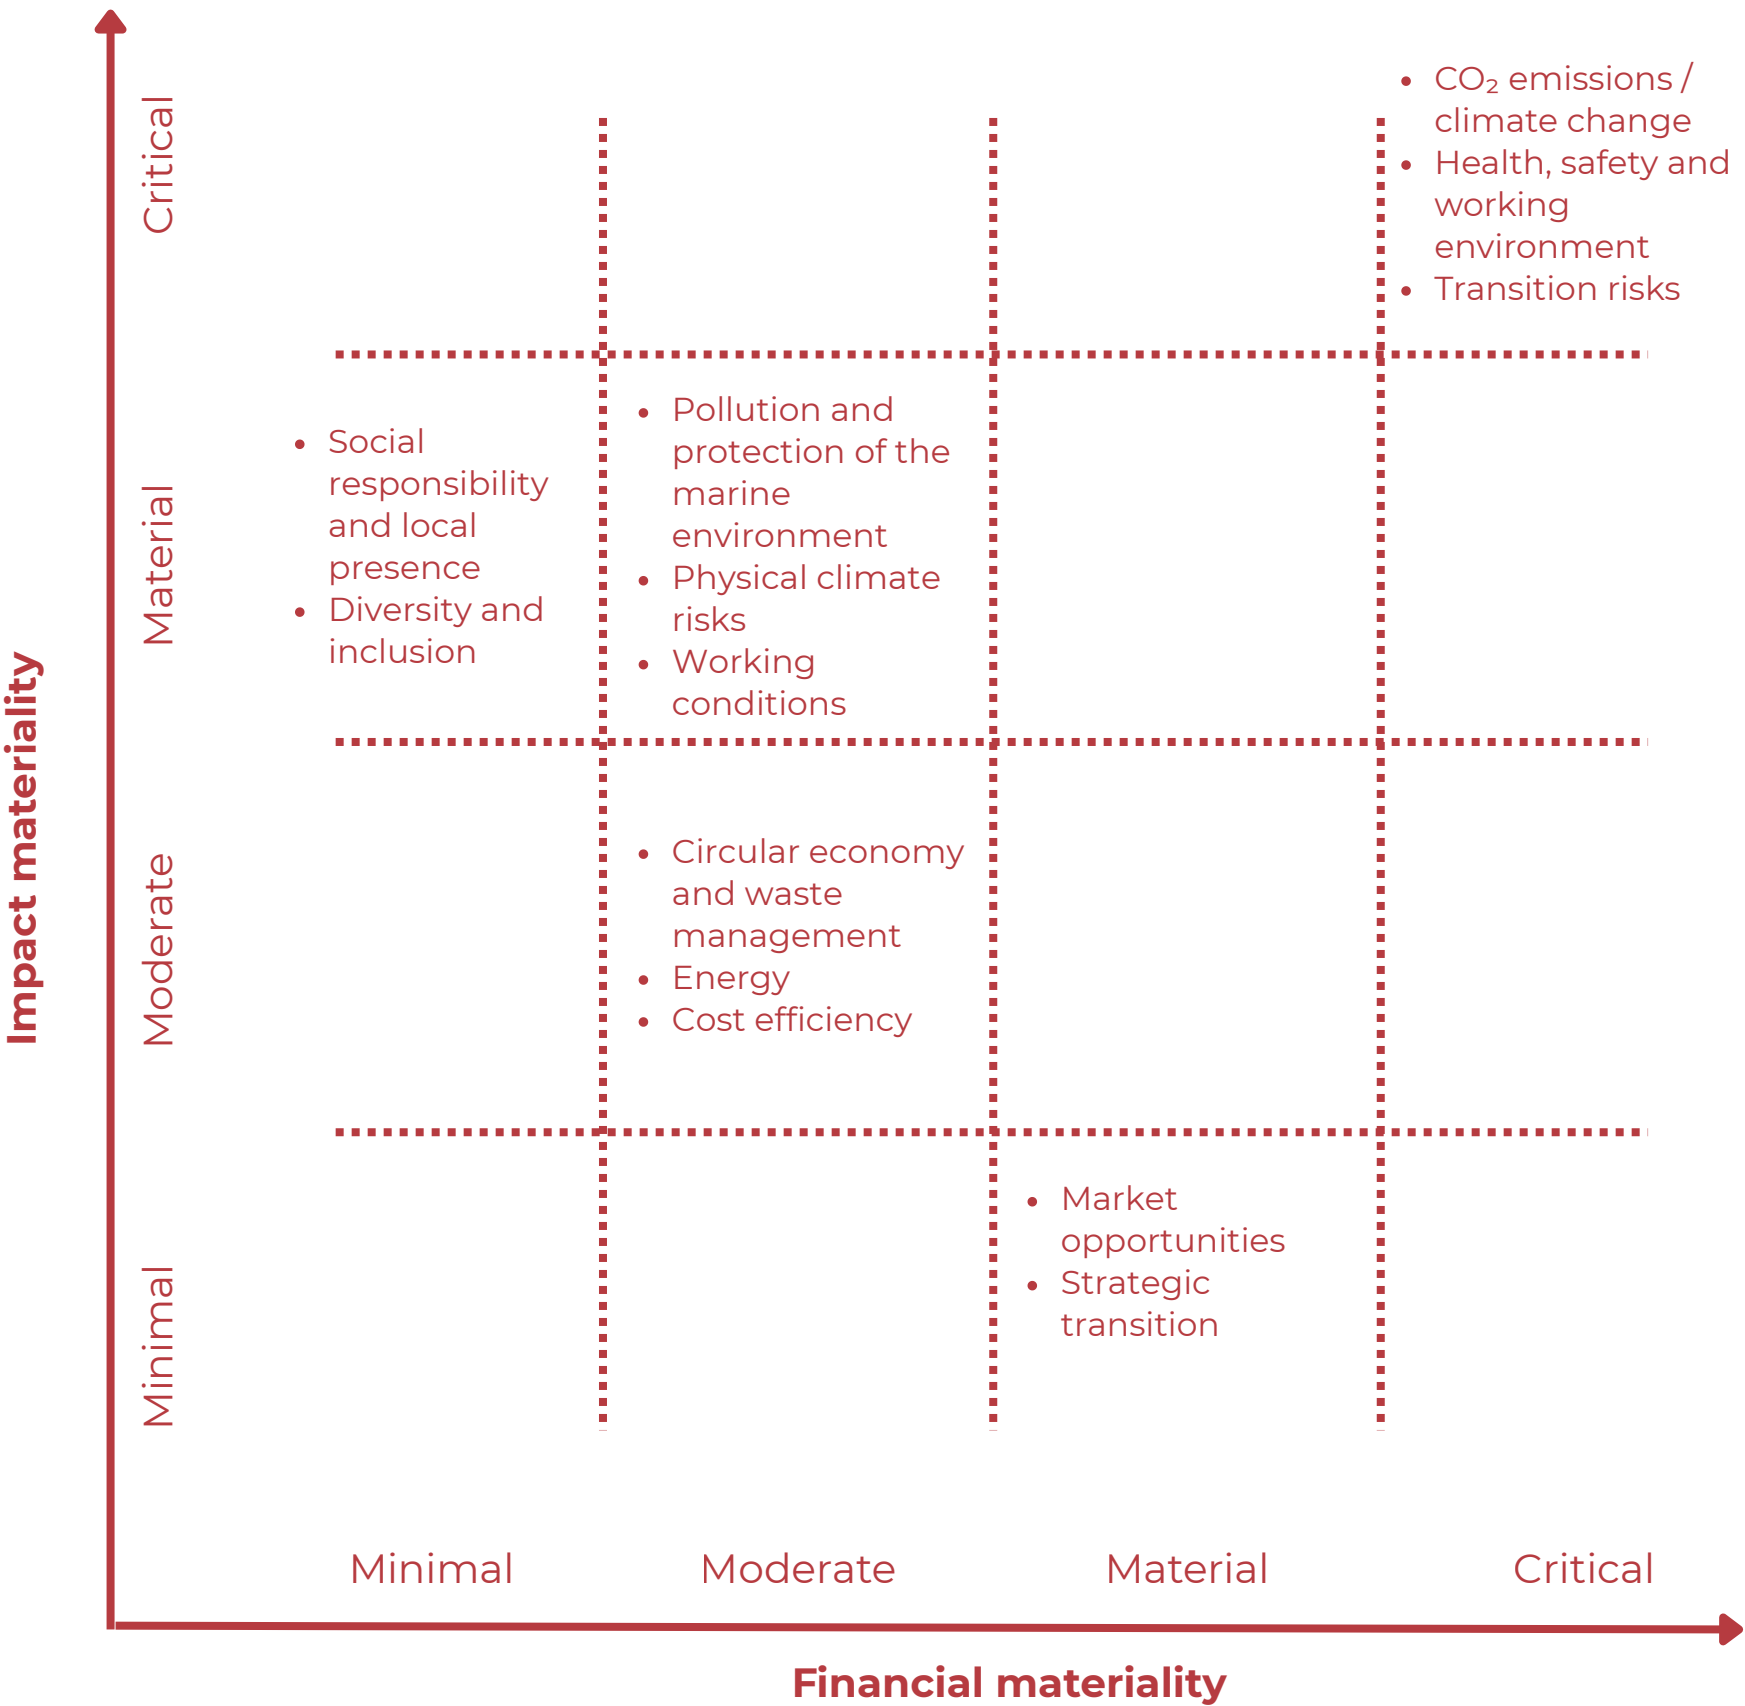 Impact materiality
Critical
Material
Moderate
Minimal
• CO₂ emissions /
climate change
• Health, safety and
working
environment
• Transition risks
• Social
responsibility
and local
presence
• Diversity and
inclusion
• Pollution and
protection of the
marine
environment
• Physical climate
risks
• Working
conditions
• Circular economy
and waste
management
• Energy
• Cost efficiency
• Market
opportunities
• Strategic
transition
Minimal
Moderate
Material
Critical
Financial materiality